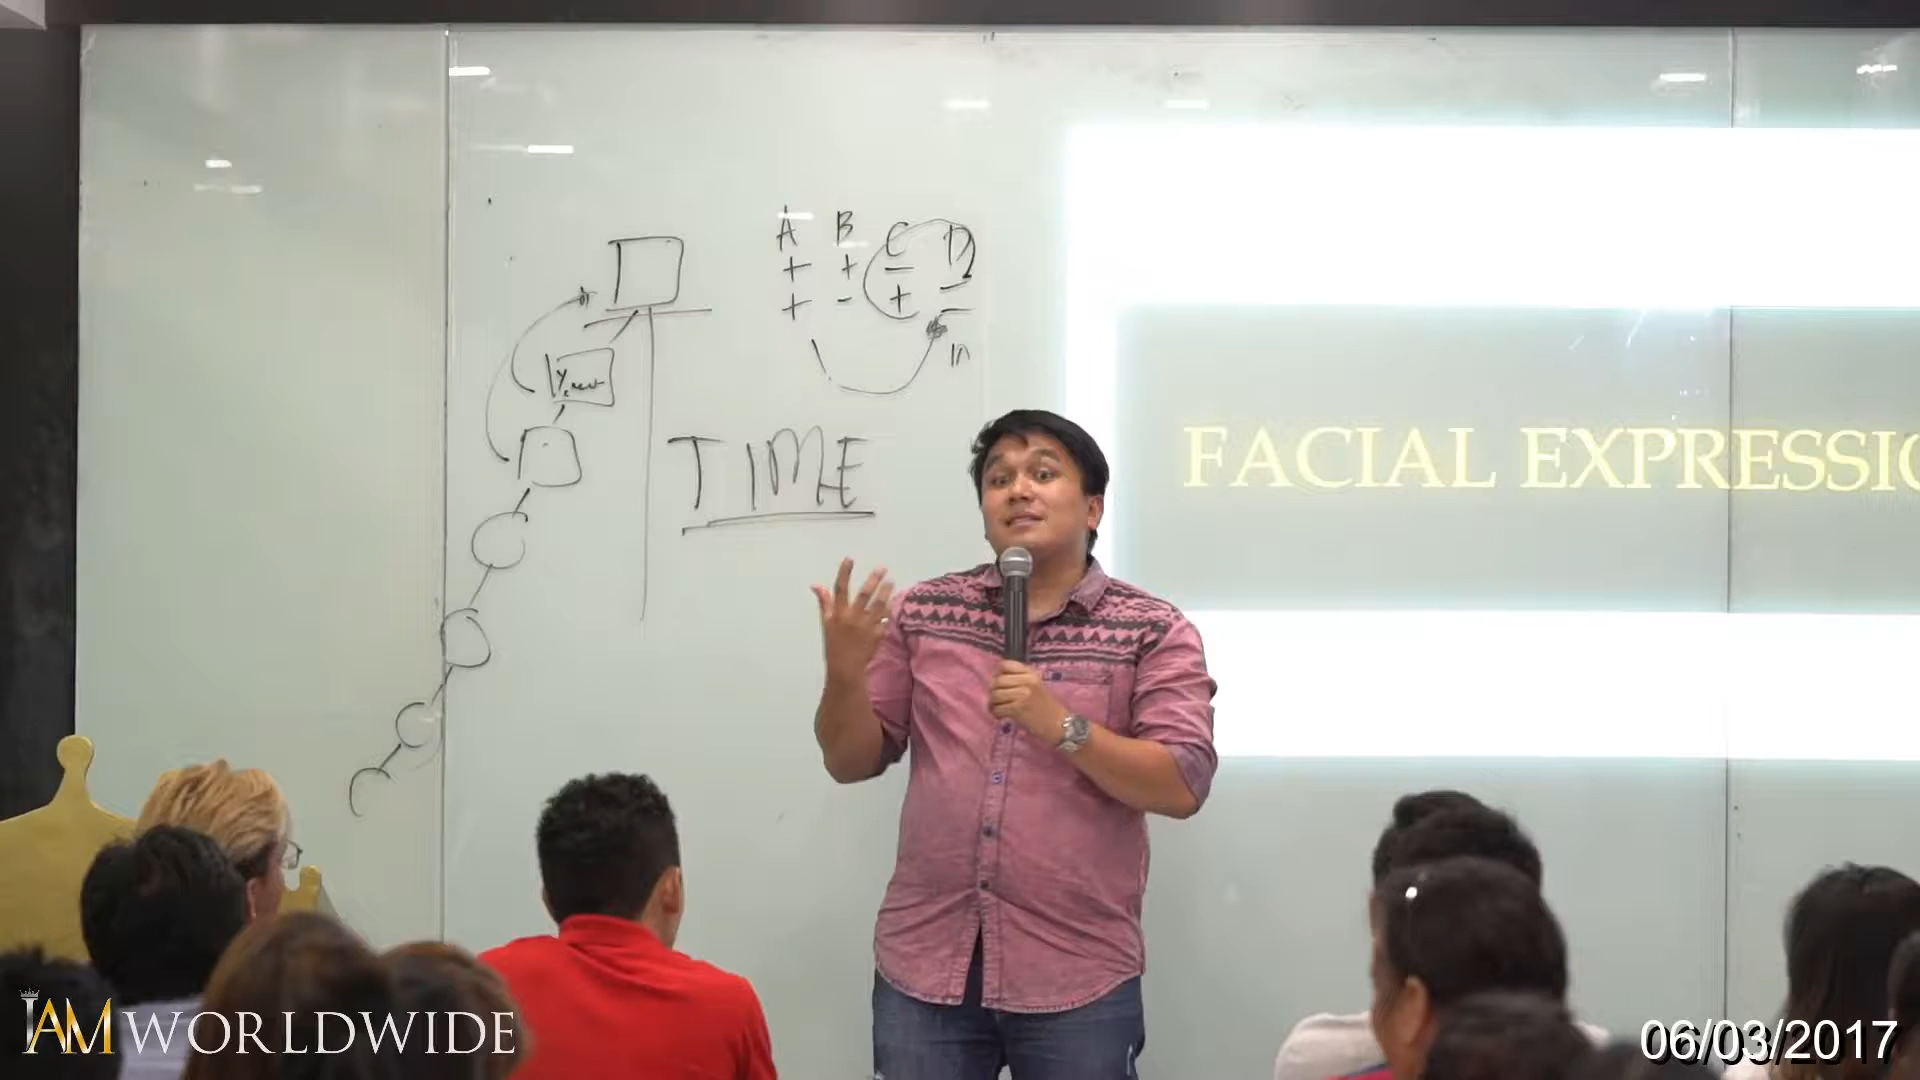 A B C D
+ + - -
+ - + -
TIME
FACIAL EXPRESSIO
IAM WORLDWIDE
06/03/2017